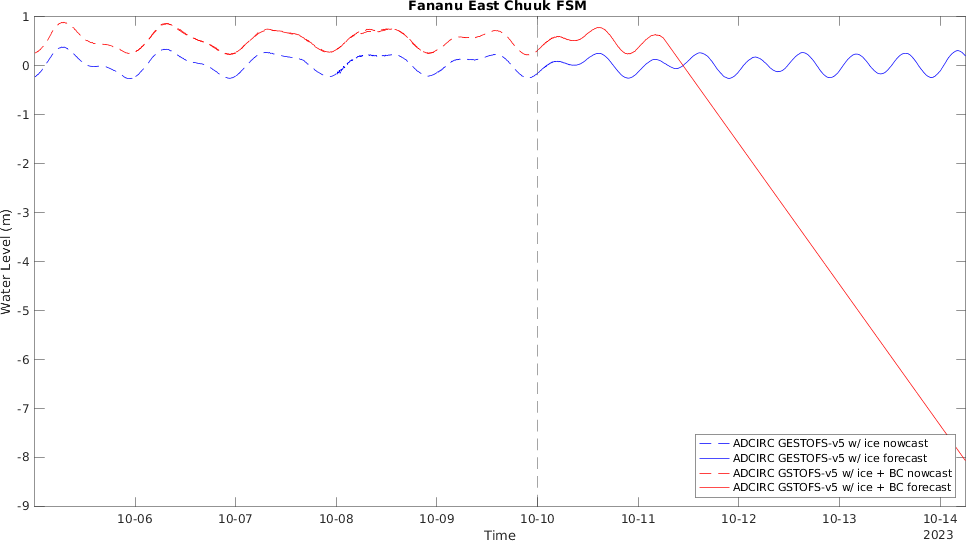 Fananu East Chuuk FSM
1
0
-1
-2
-3
-4
-5
-6
-7
-8
-9
Water Level (m)
ADCIRC GESTOFS-v5 w/ ice nowcast
ADCIRC GESTOFS-v5 w/ ice forecast
ADCIRC GSTOFS-v5 w/ ice + BC nowcast
ADCIRC GSTOFS-v5 w/ ice + BC forecast
10-06 10-07 10-08 10-09 10-10 10-11 10-12 10-13 10-14
Time
2023